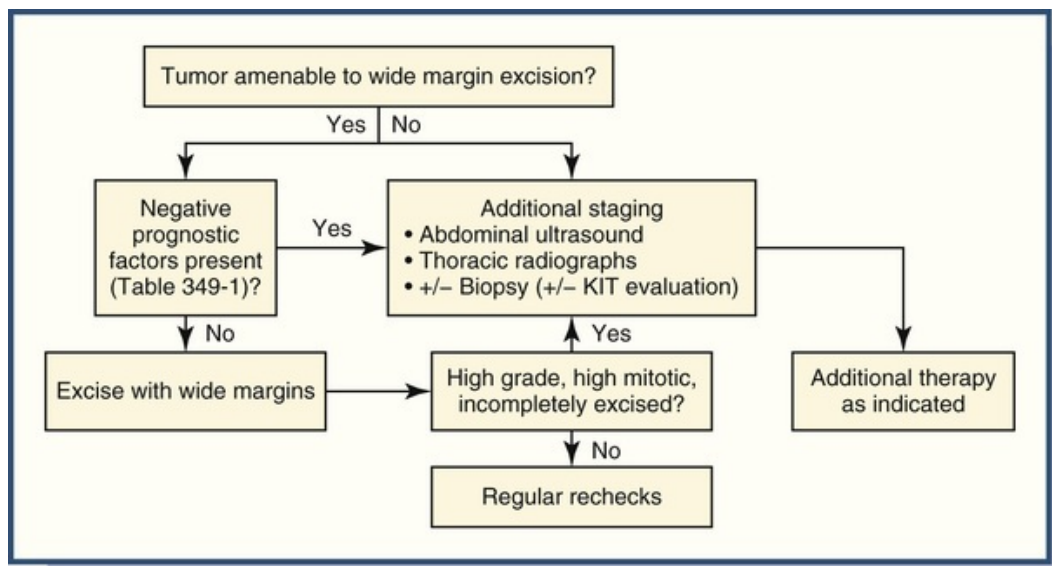 Tumor amenable to wide margin excision?
Yes
No
Negative
prognostic
factors present
(Table 349-1)?
Yes
Additional staging
• Abdominal ultrasound
• Thoracic radiographs
• +/− Biopsy (+/− KIT evaluation)
No
Yes
Excise with wide margins
High grade, high mitotic,
incompletely excised?
Additional therapy
as indicated
No
Regular rechecks